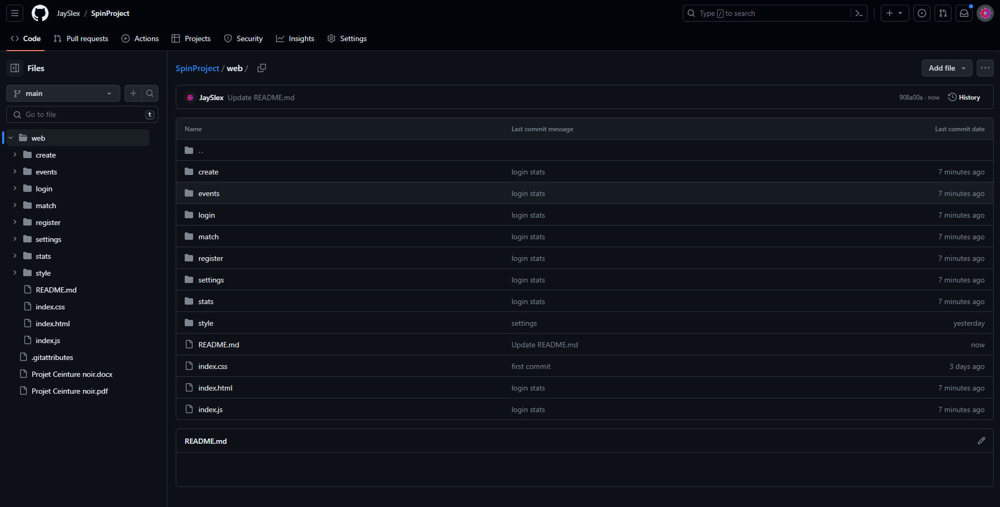 JaySlex / SpinProject
Type / to search
Code Pull requests Actions Projects Security Insights Settings
Files
main
Go to file t
web
create
events
login
match
register
settings
stats
style
README.md
index.css
index.html
index.js
.gitattributes
Projet Ceinture noir.docx
Projet Ceinture noir.pdf
SpinProject / web /
Add file
JaySlex Update README.md 908a00a · now History
Name Last commit message Last commit date
..
create login stats 7 minutes ago
events login stats 7 minutes ago
login login stats 7 minutes ago
match login stats 7 minutes ago
register login stats 7 minutes ago
settings login stats 7 minutes ago
stats login stats 7 minutes ago
style settings yesterday
README.md Update README.md now
index.css first commit 3 days ago
index.html login stats 7 minutes ago
index.js login stats 7 minutes ago
README.md